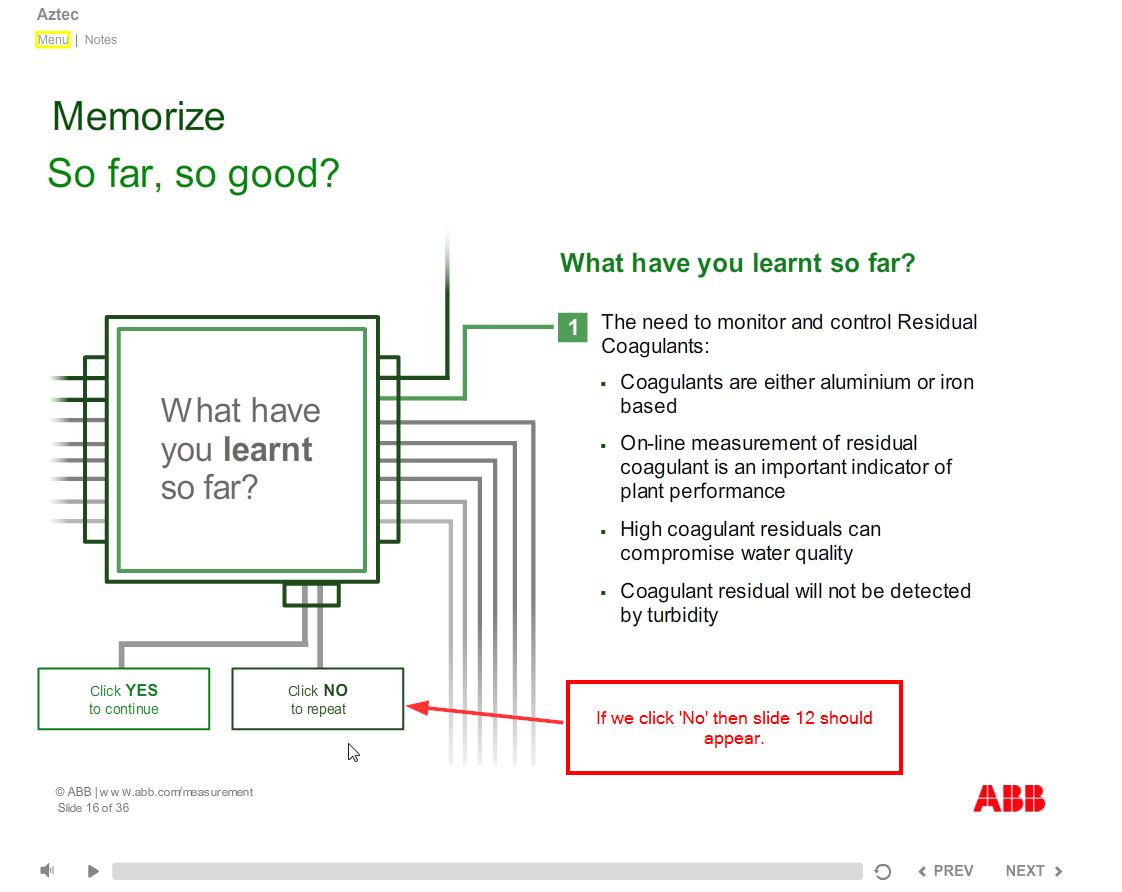 Aztec
Menu | Notes
Memorize
So far, so good?
What have you learnt so far?
1 The need to monitor and control Residual
Coagulants:
▪ Coagulants are either aluminium or iron
based
▪ On-line measurement of residual
coagulant is an important indicator of
plant performance
▪ High coagulant residuals can
compromise water quality
▪ Coagulant residual will not be detected
by turbidity
What have
you learnt
so far?
Click YES
to continue
Click NO
to repeat
If we click 'No' then slide 12 should
appear.
© ABB | www.abb.com/measurement
Slide 16 of 36
ABB
PREV
NEXT